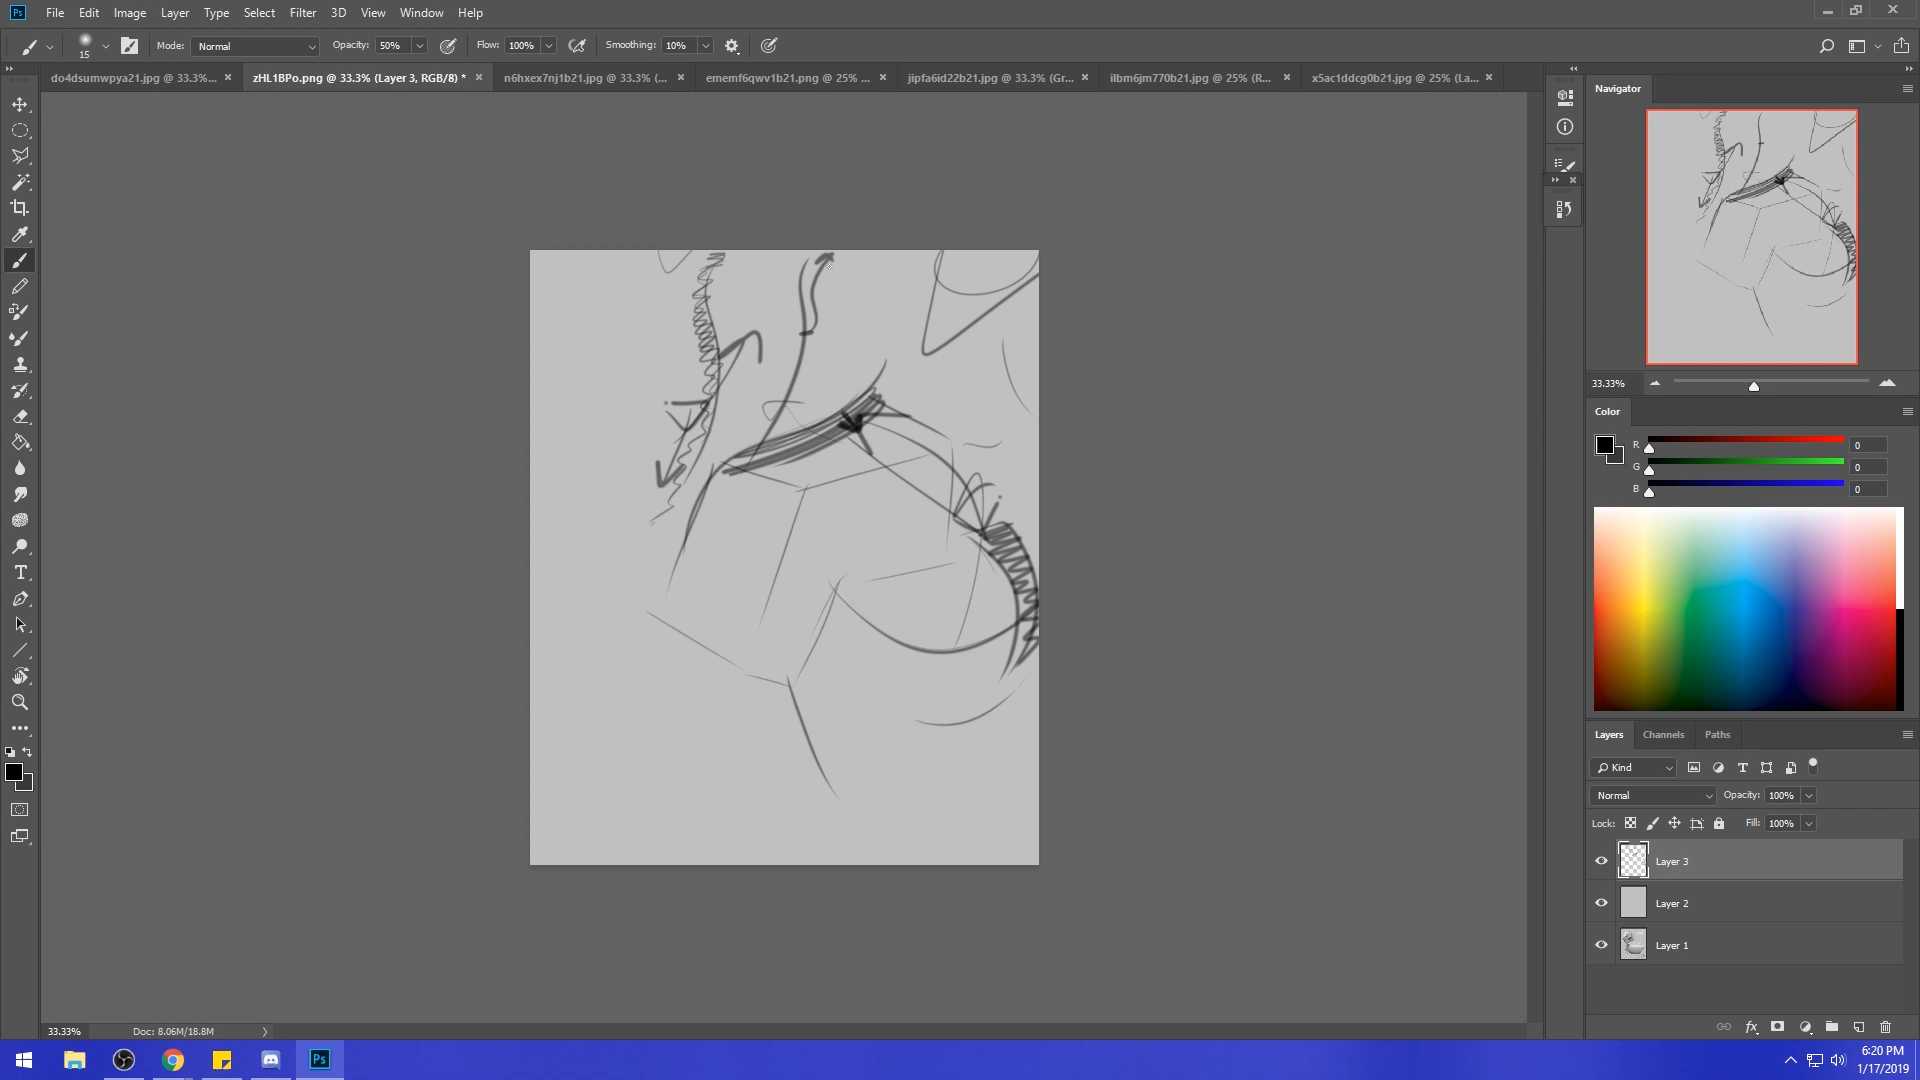 Ps File Edit Image Layer Type Select Filter 3D View Window Help
15 Mode: Normal Opacity: 50% Flow: 100% Smoothing: 10%
do4dsumwpya21.jpg @ 33.3%... × zHL1BPo.png @ 33.3% (Layer 3, RGB/8) * × n6hxex7nj1b21.jpg @ 33.3% (... × ememf6qwv1b21.png @ 25% ... × jipfa6id22b21.jpg @ 33.3% (Gr... × ilbm6jm770b21.jpg @ 25% (R... × x5ac1ddcg0b21.jpg @ 25% (La... ×
Navigator
33.33%
Color
R 0
G 0
B 0
Layers Channels Paths
Kind
Normal Opacity: 100%
Lock: Fill: 100%
Layer 3
Layer 2
Layer 1
33.33% Doc: 8.06M/18.8M
Ps
6:20 PM
1/17/2019